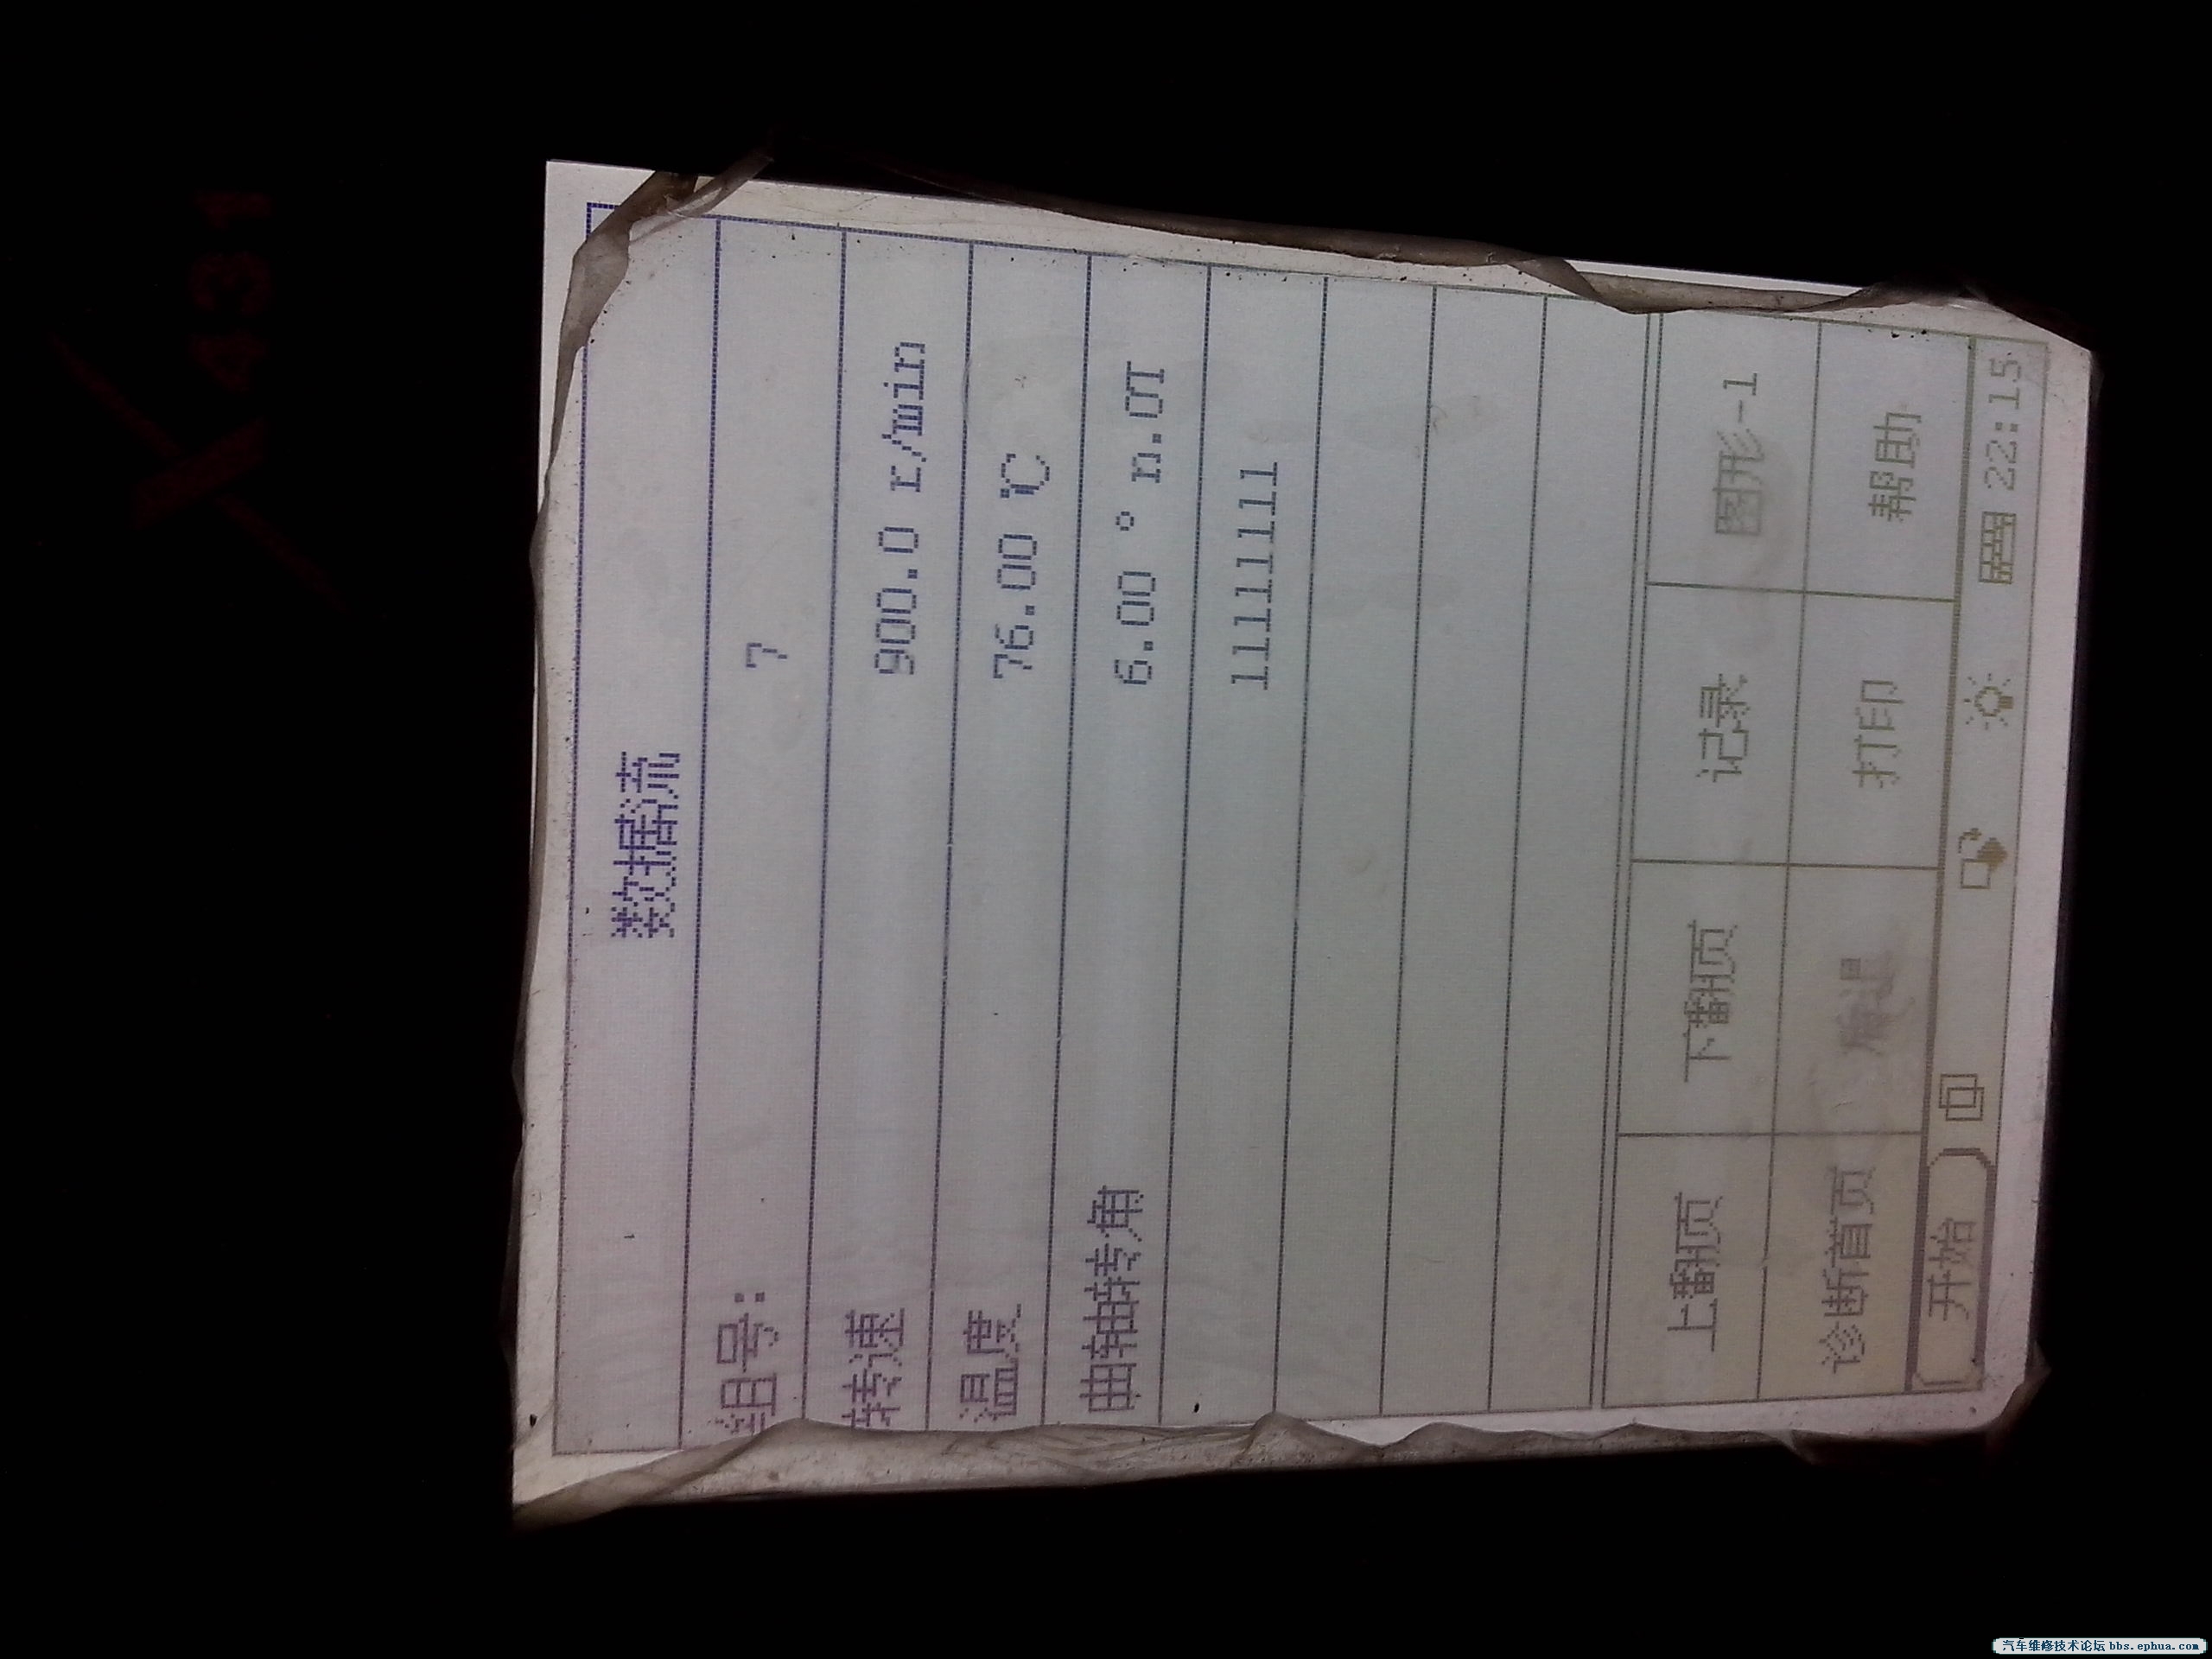 X431
数据流
组号: 7
转速 900.0 r/min
温度 76.00 ℃
曲轴转角 6.00 ° n.OT
11111111
上翻页 下翻页 记录 图形-1
诊断首页 后退 打印 帮助
开始 22:15
汽车维修技术论坛 bbs.ephua.com